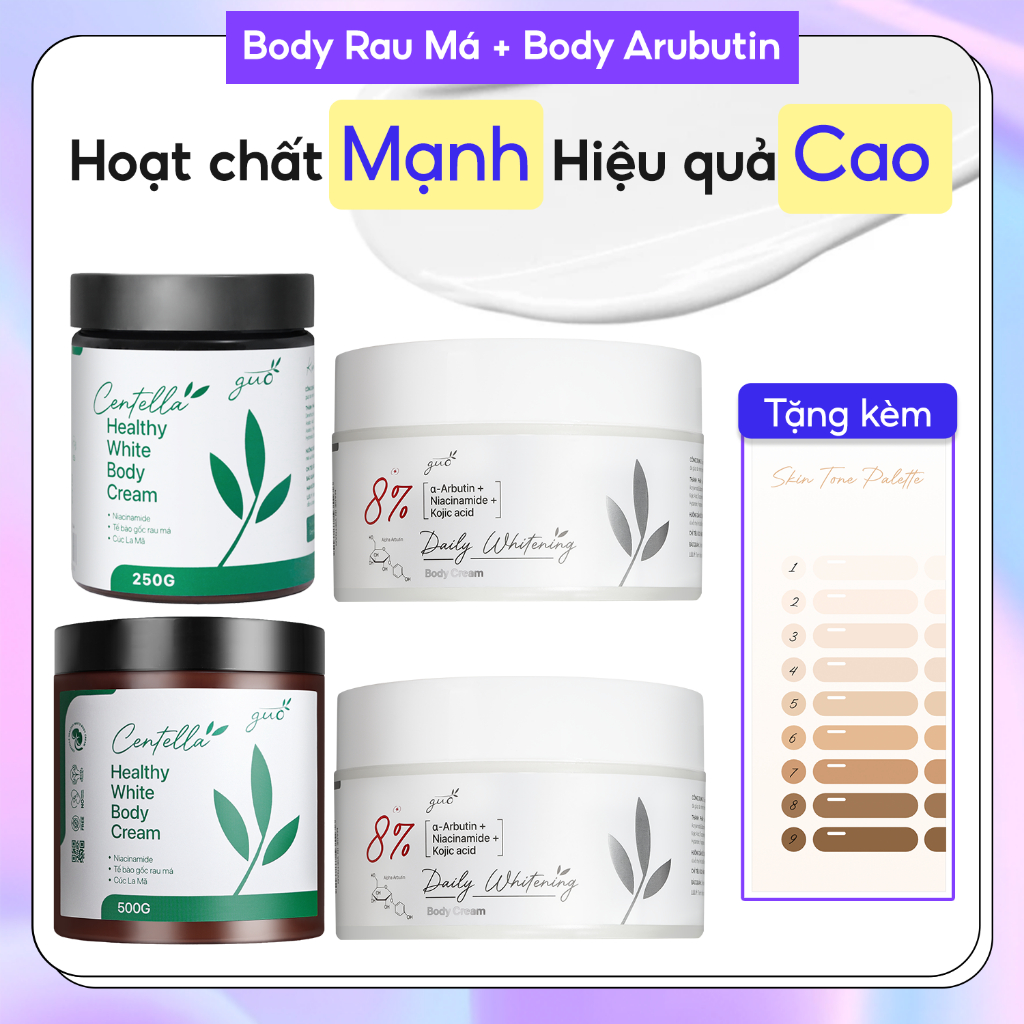 Body Rau Má + Body Arubutin
Hoạt chất Mạnh Hiệu quả Cao
guo
Centella
Healthy
White
Body
Cream
• Niacinamide
• Tế bào gốc rau má
• Cúc La Mã
250G
guo
8%
α-Arbutin +
Niacinamide +
Kojic acid
Daily Whitening
Alpha Arbutin
Body Cream
Tặng kèm
Skin Tone Palette
1
2
3
4
5
6
7
8
9
guo
Centella
Healthy
White
Body
Cream
• Niacinamide
• Tế bào gốc rau má
• Cúc La Mã
500G
guo
8%
α-Arbutin +
Niacinamide +
Kojic acid
Daily Whitening
Alpha Arbutin
Body Cream